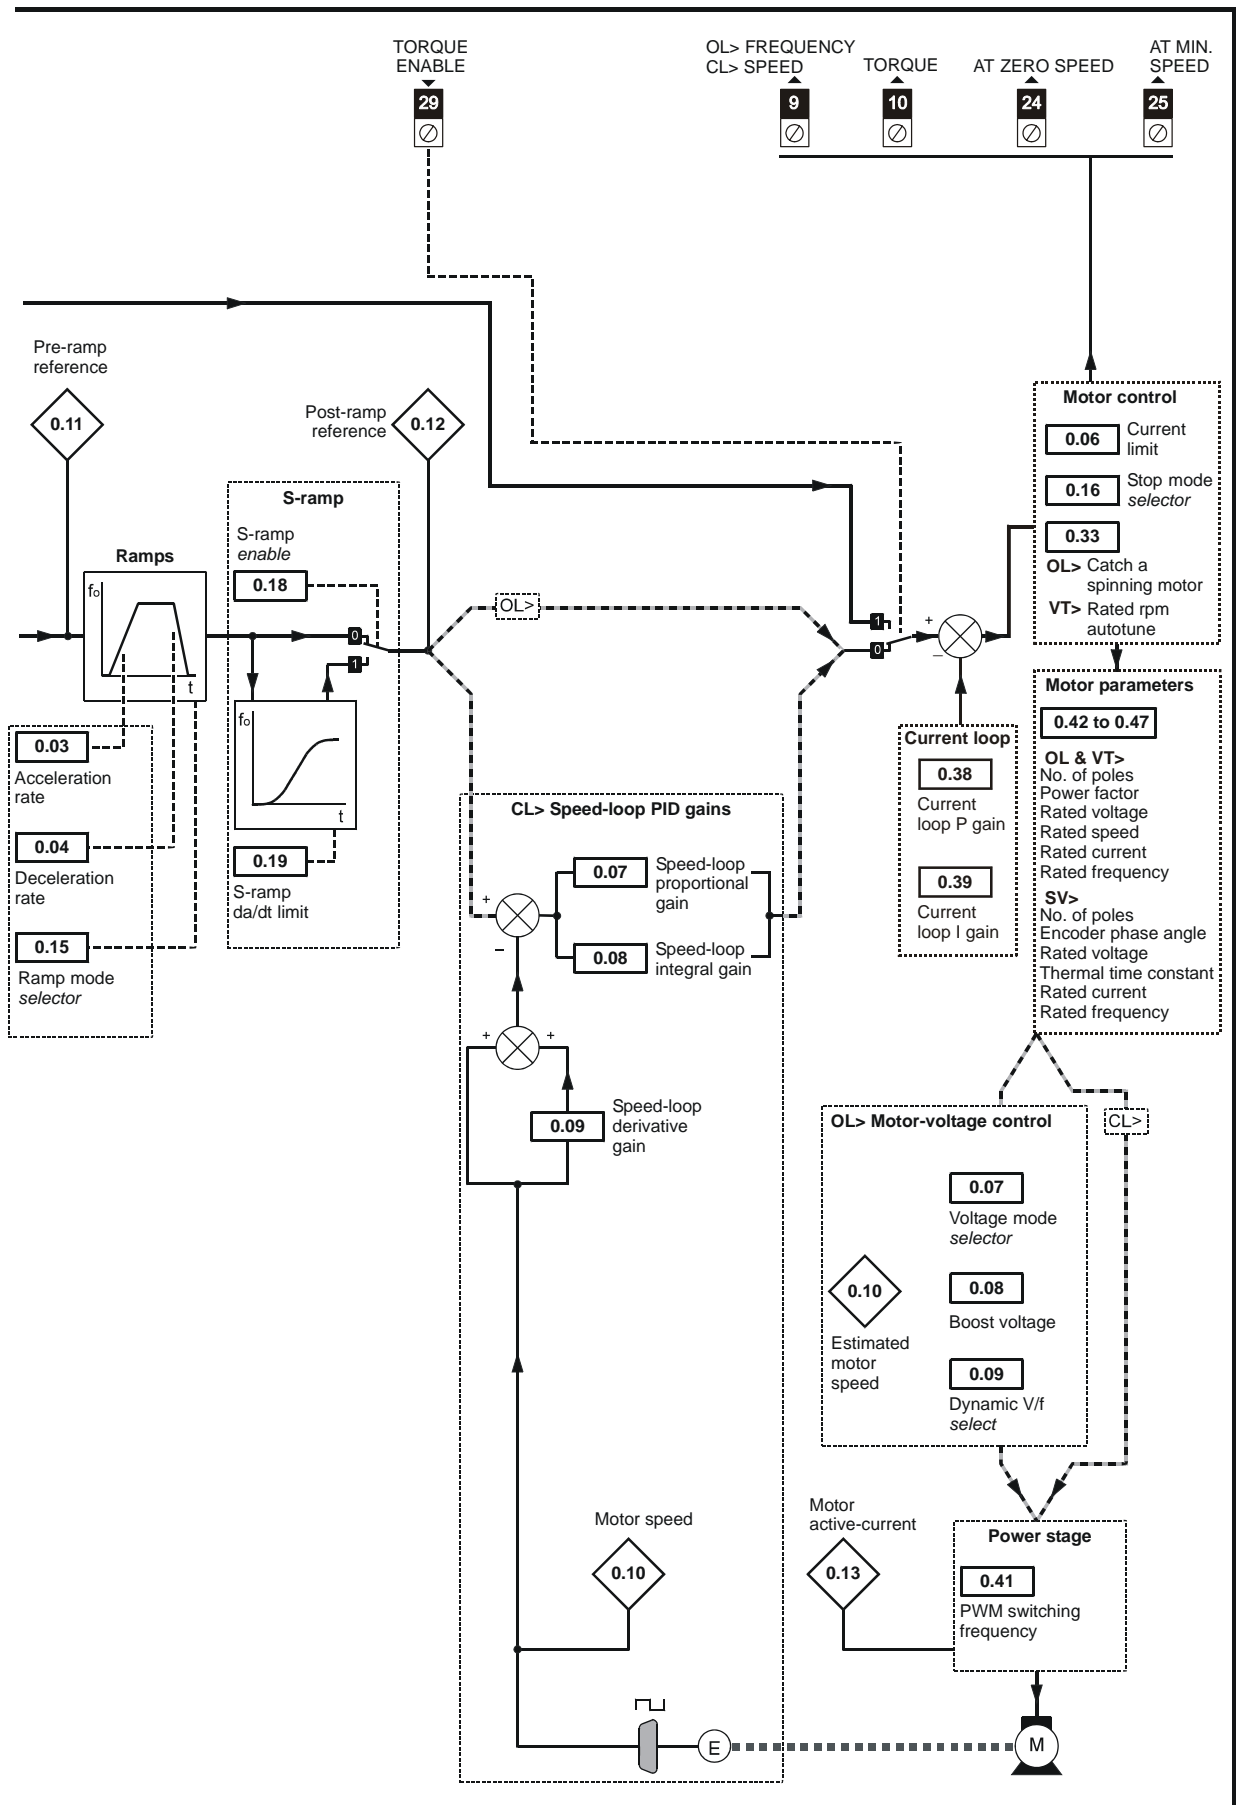 TORQUE
ENABLE
29
OL> FREQUENCY
CL> SPEED
9
TORQUE
10
AT ZERO SPEED
24
AT MIN.
SPEED
25
Pre-ramp
reference
0.11
Post-ramp
reference
0.12
Motor control
0.06
Current
limit
0.16
Stop mode
selector
0.33
OL> Catch a
spinning motor
VT> Rated rpm
autotune
S-ramp
S-ramp
enable
0.18
Ramps
fo
t
0
1
fo
t
0.19
S-ramp
da/dt limit
0.03
Acceleration
rate
0.04
Deceleration
rate
0.15
Ramp mode
selector
OL>
1
0
+
–
Motor parameters
0.42 to 0.47
OL & VT>
No. of poles
Power factor
Rated voltage
Rated speed
Rated current
Rated frequency
SV>
No. of poles
Encoder phase angle
Rated voltage
Thermal time constant
Rated current
Rated frequency
Current loop
0.38
Current
loop P gain
0.39
Current
loop I gain
CL> Speed-loop PID gains
0.07
Speed-loop
proportional
gain
+
–
0.08
Speed-loop
integral gain
+
+
0.09
Speed-loop
derivative
gain
OL> Motor-voltage control
CL>
0.07
Voltage mode
selector
0.10
Estimated
motor
speed
0.08
Boost voltage
0.09
Dynamic V/f
select
Motor speed
0.10
Motor
active-current
0.13
Power stage
0.41
PWM switching
frequency
E
M